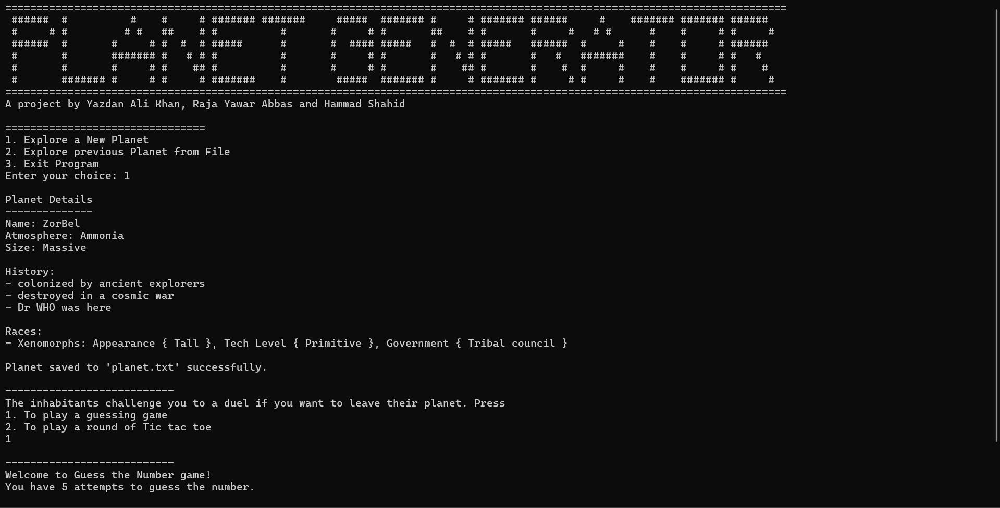 PLANET GENERATOR
A project by Yazdan Ali Khan, Raja Yawar Abbas and Hammad Shahid
================================
1. Explore a New Planet
2. Explore previous Planet from File
3. Exit Program
Enter your choice: 1
Planet Details
--------------
Name: ZorBel
Atmosphere: Ammonia
Size: Massive
History:
- colonized by ancient explorers
- destroyed in a cosmic war
- Dr WHO was here
Races:
- Xenomorphs: Appearance { Tall }, Tech Level { Primitive }, Government { Tribal council }
Planet saved to 'planet.txt' successfully.
---------------------------
The inhabitants challenge you to a duel if you want to leave their planet. Press
1. To play a guessing game
2. To play a round of Tic tac toe
1
---------------------------
Welcome to Guess the Number game!
You have 5 attempts to guess the number.